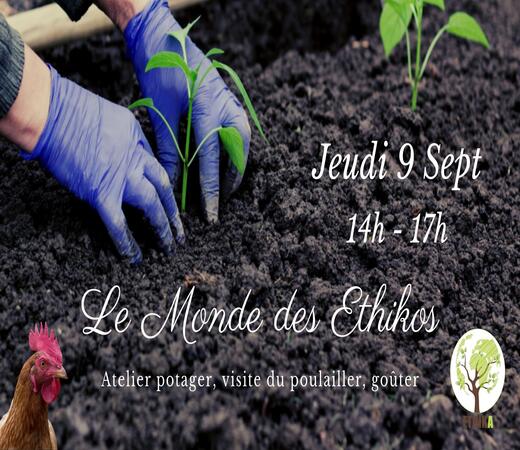 Jeudi 9 Sept
14h - 17h
Le Monde des Ethikos
Atelier potager, visite du poulailler, goûter